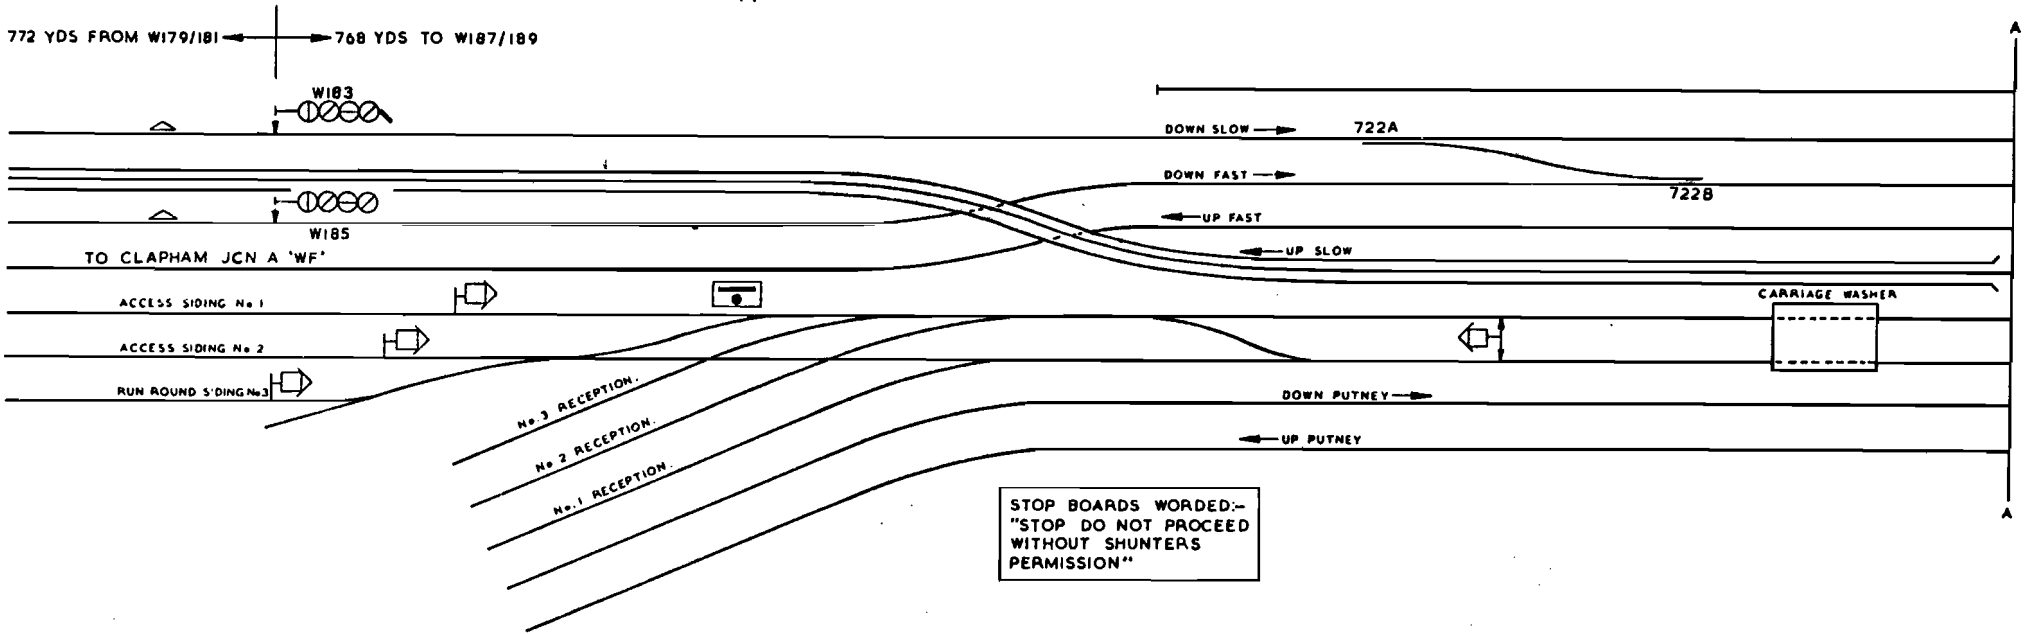 772 YDS FROM W179/181
768 YDS TO W187/189
A
W183
DOWN SLOW
722A
DOWN FAST
722B
W185
UP FAST
TO CLAPHAM JCN A 'WF'
UP SLOW
ACCESS SIDING No 1
CARRIAGE WASHER
ACCESS SIDING No 2
RUN ROUND SIDING No3
DOWN PUTNEY
No. 3 RECEPTION.
UP PUTNEY
No 2 RECEPTION.
No. 1 RECEPTION.
STOP BOARDS WORDED:-
"STOP DO NOT PROCEED
WITHOUT SHUNTERS
PERMISSION"
A